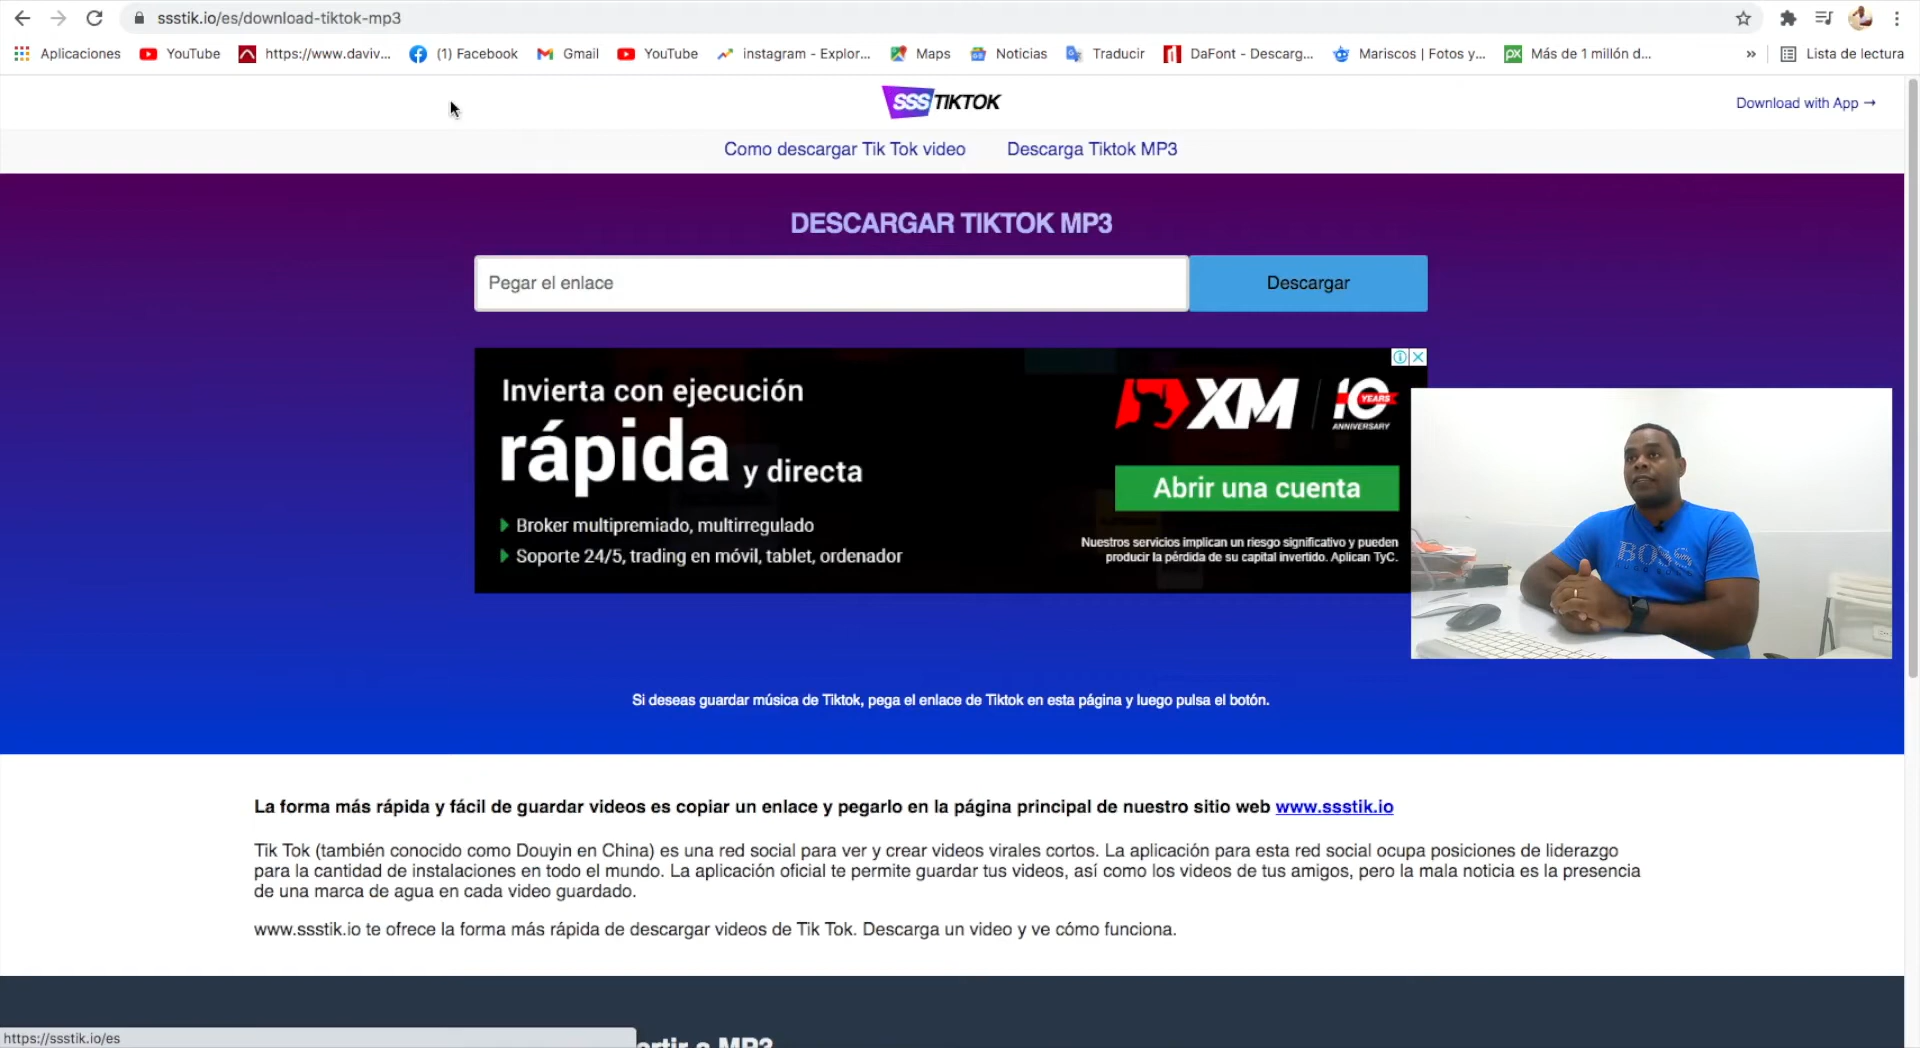 ssstik.io/es/download-tiktok-mp3
Aplicaciones YouTube https://www.daviv... (1) Facebook Gmail YouTube instagram - Explor... Maps Noticias Traducir DaFont - Descarg... Mariscos | Fotos y... Más de 1 millón d... » Lista de lectura
SSSTIKTOK
Download with App →
Como descargar Tik Tok video Descarga Tiktok MP3
DESCARGAR TIKTOK MP3
Pegar el enlace Descargar
Invierta con ejecución
rápida y directa
Broker multipremiado, multirregulado
Soporte 24/5, trading en móvil, tablet, ordenador
XM 10 YEARS
ANNIVERSARY
Abrir una cuenta
Nuestros servicios implican un riesgo significativo y pueden
producir la pérdida de su capital invertido. Aplican TyC.
BOSS
Si deseas guardar música de Tiktok, pega el enlace de Tiktok en esta página y luego pulsa el botón.
La forma más rápida y fácil de guardar videos es copiar un enlace y pegarlo en la página principal de nuestro sitio web www.ssstik.io
Tik Tok (también conocido como Douyin en China) es una red social para ver y crear videos virales cortos. La aplicación para esta red social ocupa posiciones de liderazgo
para la cantidad de instalaciones en todo el mundo. La aplicación oficial te permite guardar tus videos, así como los videos de tus amigos, pero la mala noticia es la presencia
de una marca de agua en cada video guardado.
www.ssstik.io te ofrece la forma más rápida de descargar videos de Tik Tok. Descarga un video y ve cómo funciona.
https://ssstik.io/es
a MP3